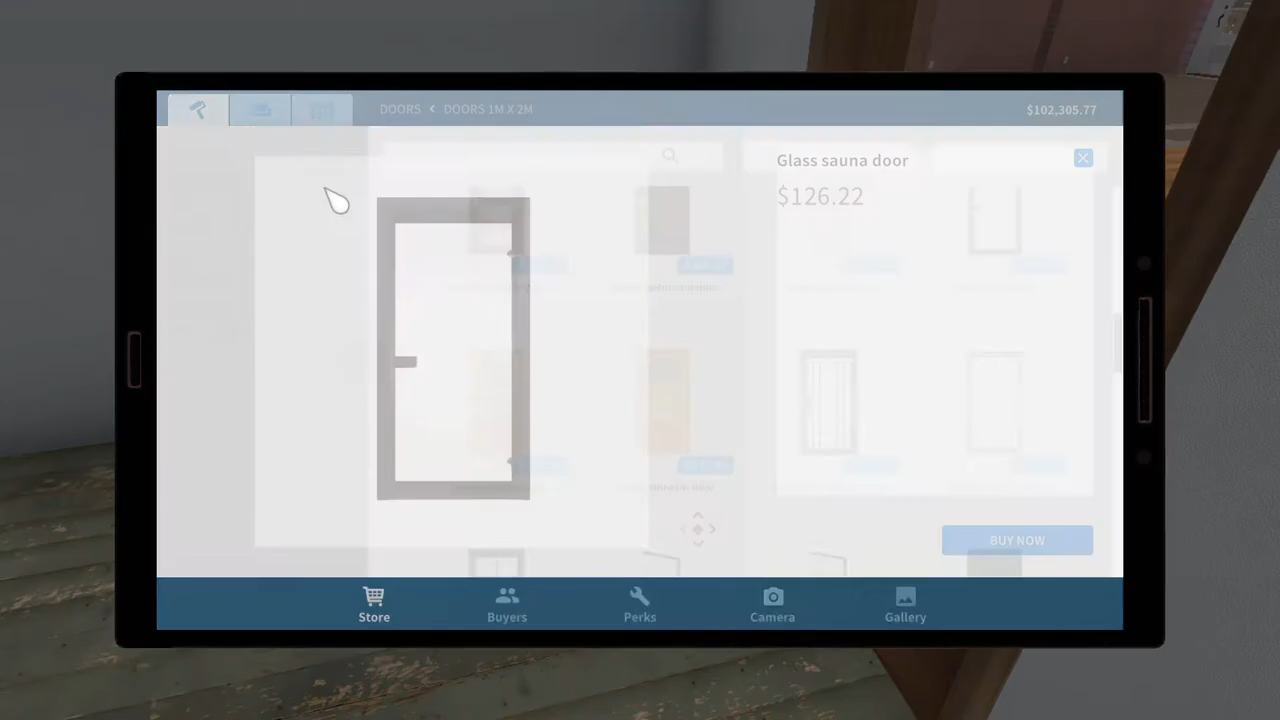 DOORS < DOORS 1M X 2M
$102,305.77
Glass sauna door
$126.22
BUY NOW
Store
Buyers
Perks
Camera
Gallery